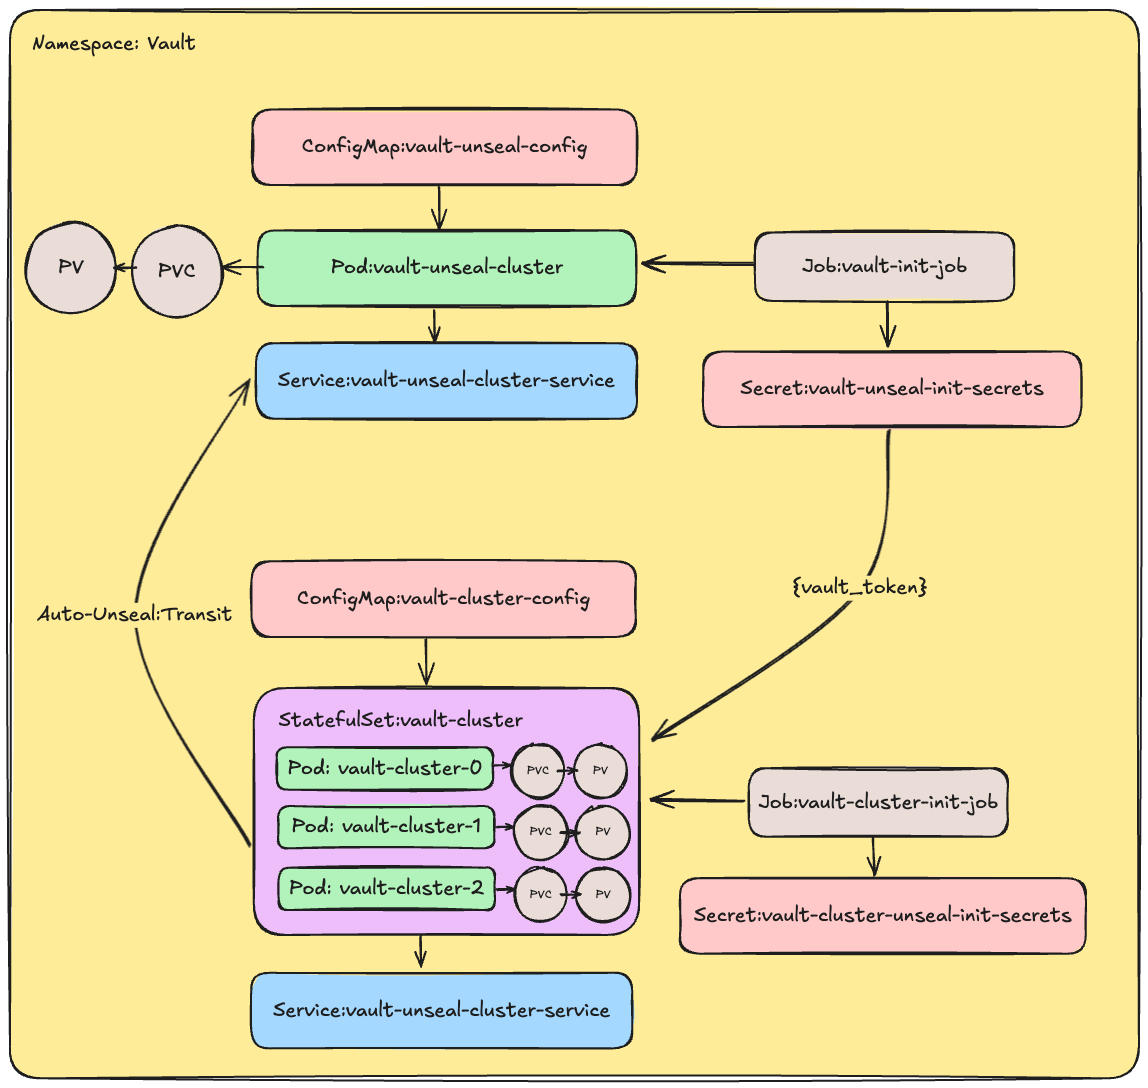 Namespace: Vault
ConfigMap:vault-unseal-config
PV
PVC
Pod:vault-unseal-cluster
Job:vault-init-job
Service:vault-unseal-cluster-service
Secret:vault-unseal-init-secrets
{vault_token}
ConfigMap:vault-cluster-config
Auto-Unseal:Transit
StatefulSet:vault-cluster
Pod: vault-cluster-0
PVC
PV
Job:vault-cluster-init-job
Pod: vault-cluster-1
PVC
PV
Pod: vault-cluster-2
PVC
PV
Secret:vault-cluster-unseal-init-secrets
Service:vault-unseal-cluster-service